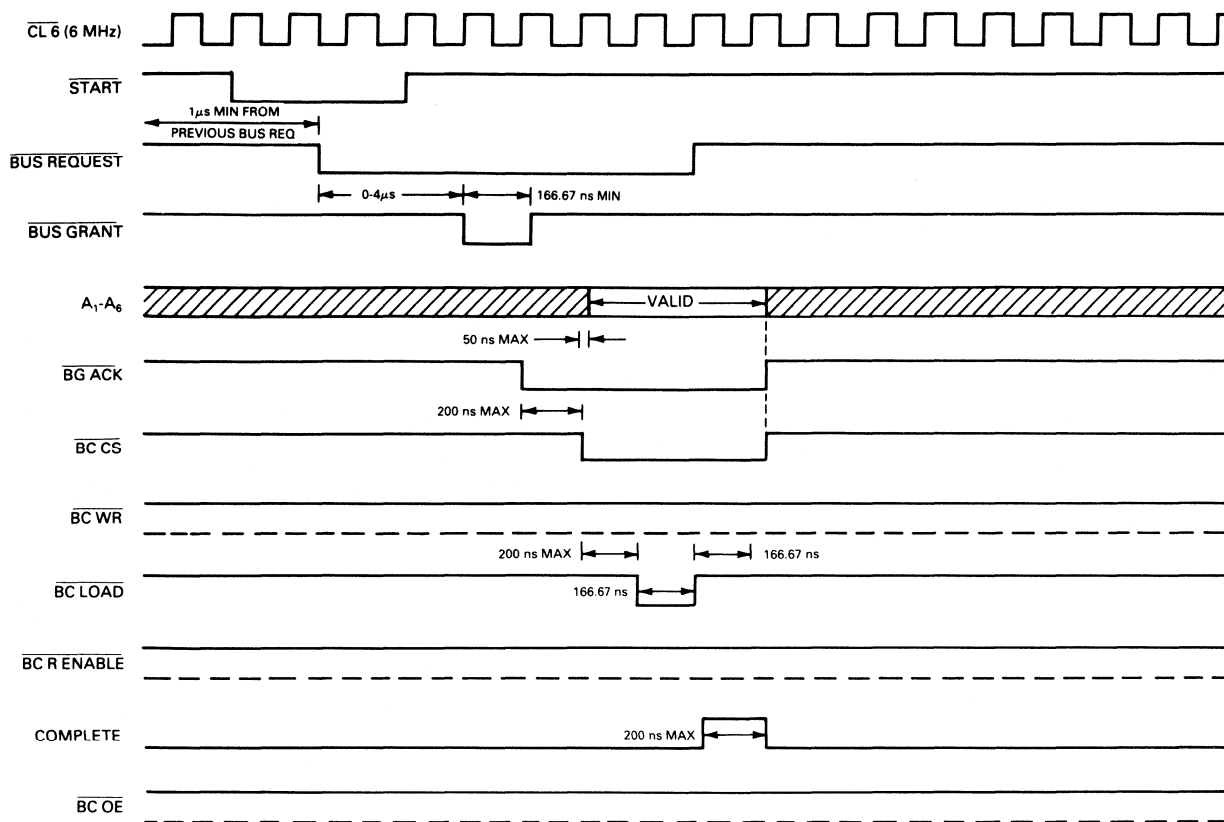 CL 6 (6 MHz)
START
1μs MIN FROM
PREVIOUS BUS REQ
BUS REQUEST
0-4μs
166.67 ns MIN
BUS GRANT
A₁-A₆
VALID
50 ns MAX
BG ACK
200 ns MAX
BC CS
BC WR
200 ns MAX
166.67 ns
BC LOAD
166.67 ns
BC R ENABLE
COMPLETE
200 ns MAX
BC OE